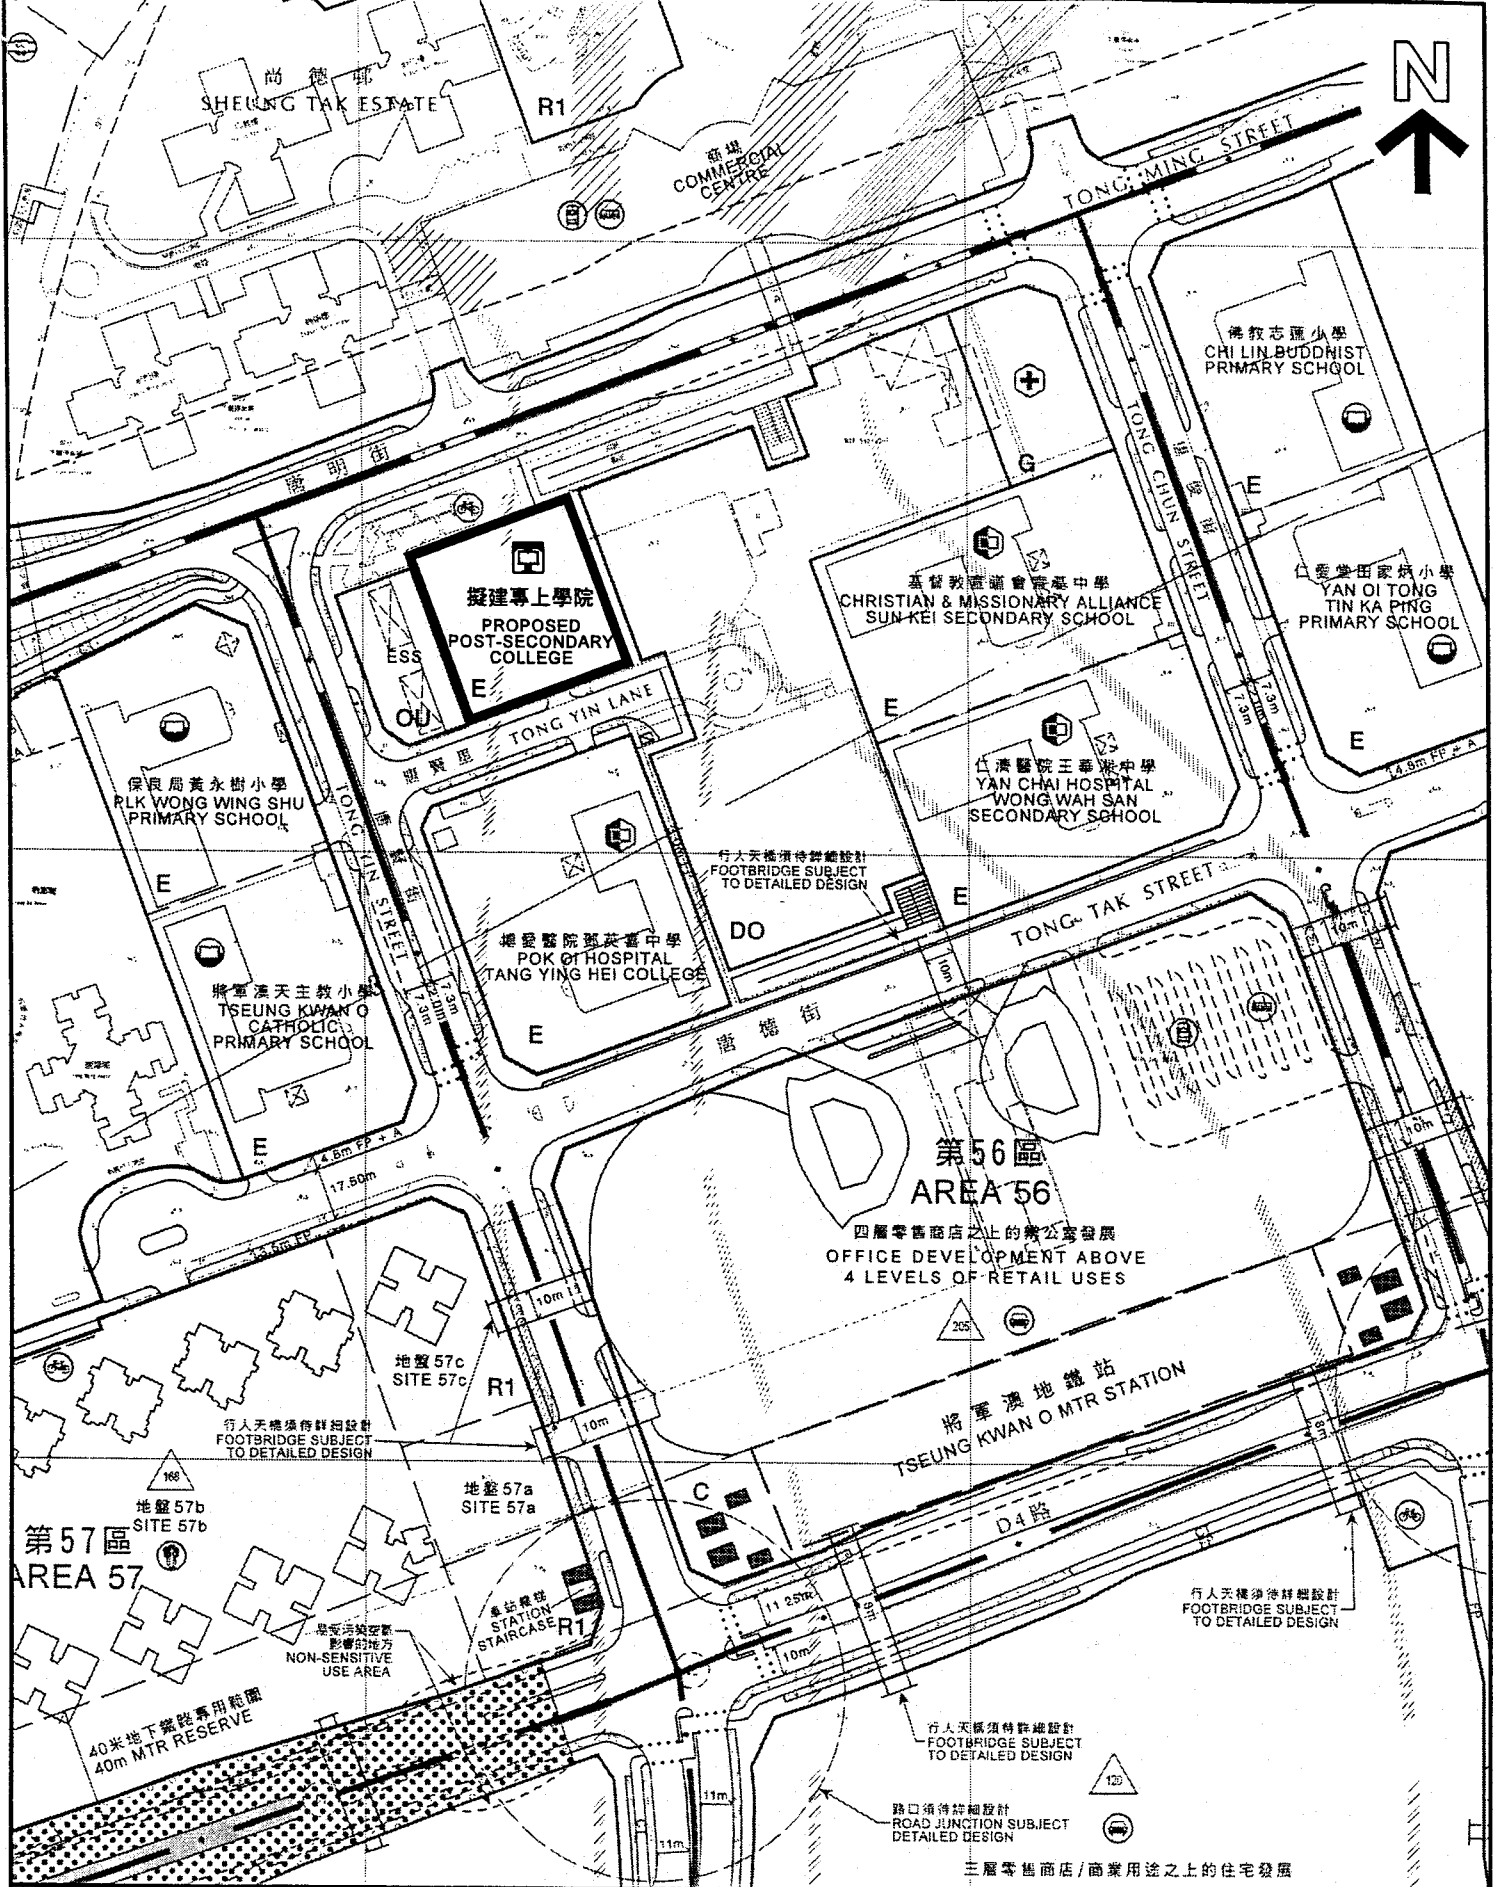 N
尚德邨
SHEUNG TAK ESTATE
R1
商場
COMMERCIAL
CENTRE
TONG MING STREET
佛教志蓮小學
CHI LIN BUDDNIST
PRIMARY SCHOOL
唐明街
G
E
TONG CHUN STREET
唐俊街
擬建專上學院
PROPOSED
POST-SECONDARY
COLLEGE
E
ESS
OU
基督教宣道會宣基中學
CHRISTIAN & MISSIONARY ALLIANCE
SUN KEI SECONDARY SCHOOL
仁愛堂田家炳小學
YAN OI TONG
TIN KA PING
PRIMARY SCHOOL
TONG YIN LANE
唐賢里
E
7.3m
2.0m
7.3m
E
14.8m FP + A
保良局黃永樹小學
PLK WONG WING SHU
PRIMARY SCHOOL
E
TONG YIN STREET
唐賢街
仁濟醫院王華湘中學
YAN CHAI HOSPITAL
WONG WAH SAN
SECONDARY SCHOOL
行人天橋須待詳細設計
FOOTBRIDGE SUBJECT
TO DETAILED DESIGN
E
TONG TAK STREET
DO
10m
10m
博愛醫院鄧英喜中學
POK OI HOSPITAL
TANG YING HEI COLLEGE
E
將軍澳天主教小學
TSEUNG KWAN O
CATHOLIC
PRIMARY SCHOOL
7.3m
2.0m
7.3m
唐德街
E
14.8m FP + A
17.50m
13.5m FP
10m
第56區
AREA 56
四層零售商店之上的辦公室發展
OFFICE DEVELOPMENT ABOVE
4 LEVELS OF RETAIL USES
205
10m
地盤 57c
SITE 57c
R1
10m
行人天橋須待詳細設計
FOOTBRIDGE SUBJECT
TO DETAILED DESIGN
將軍澳地鐵站
TSEUNG KWAN O MTR STATION
168
地盤 57b
SITE 57b
地盤 57a
SITE 57a
C
D4路
第57區
AREA 57
車站樓梯
STATION
STAIRCASE
R1
11.25m
9m
10m
NON-SENSITIVE
USE AREA
行人天橋須待詳細設計
FOOTBRIDGE SUBJECT
TO DETAILED DESIGN
40米地下鐵路專用範圍
40m MTR RESERVE
行人天橋須待詳細設計
FOOTBRIDGE SUBJECT
TO DETAILED DESIGN
11m
11m
120
路口須待詳細設計
ROAD JUNCTION SUBJECT
DETAILED DESIGN
三層零售商店/商業用途之上的住宅發展